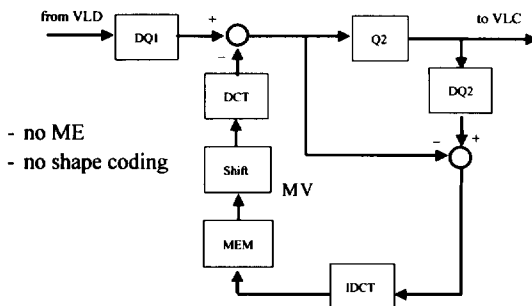 from VLD
to VLC
DQ1
+
−
Q2
DCT
DQ2
- no ME
- no shape coding
−
+
Shift
MV
MEM
IDCT